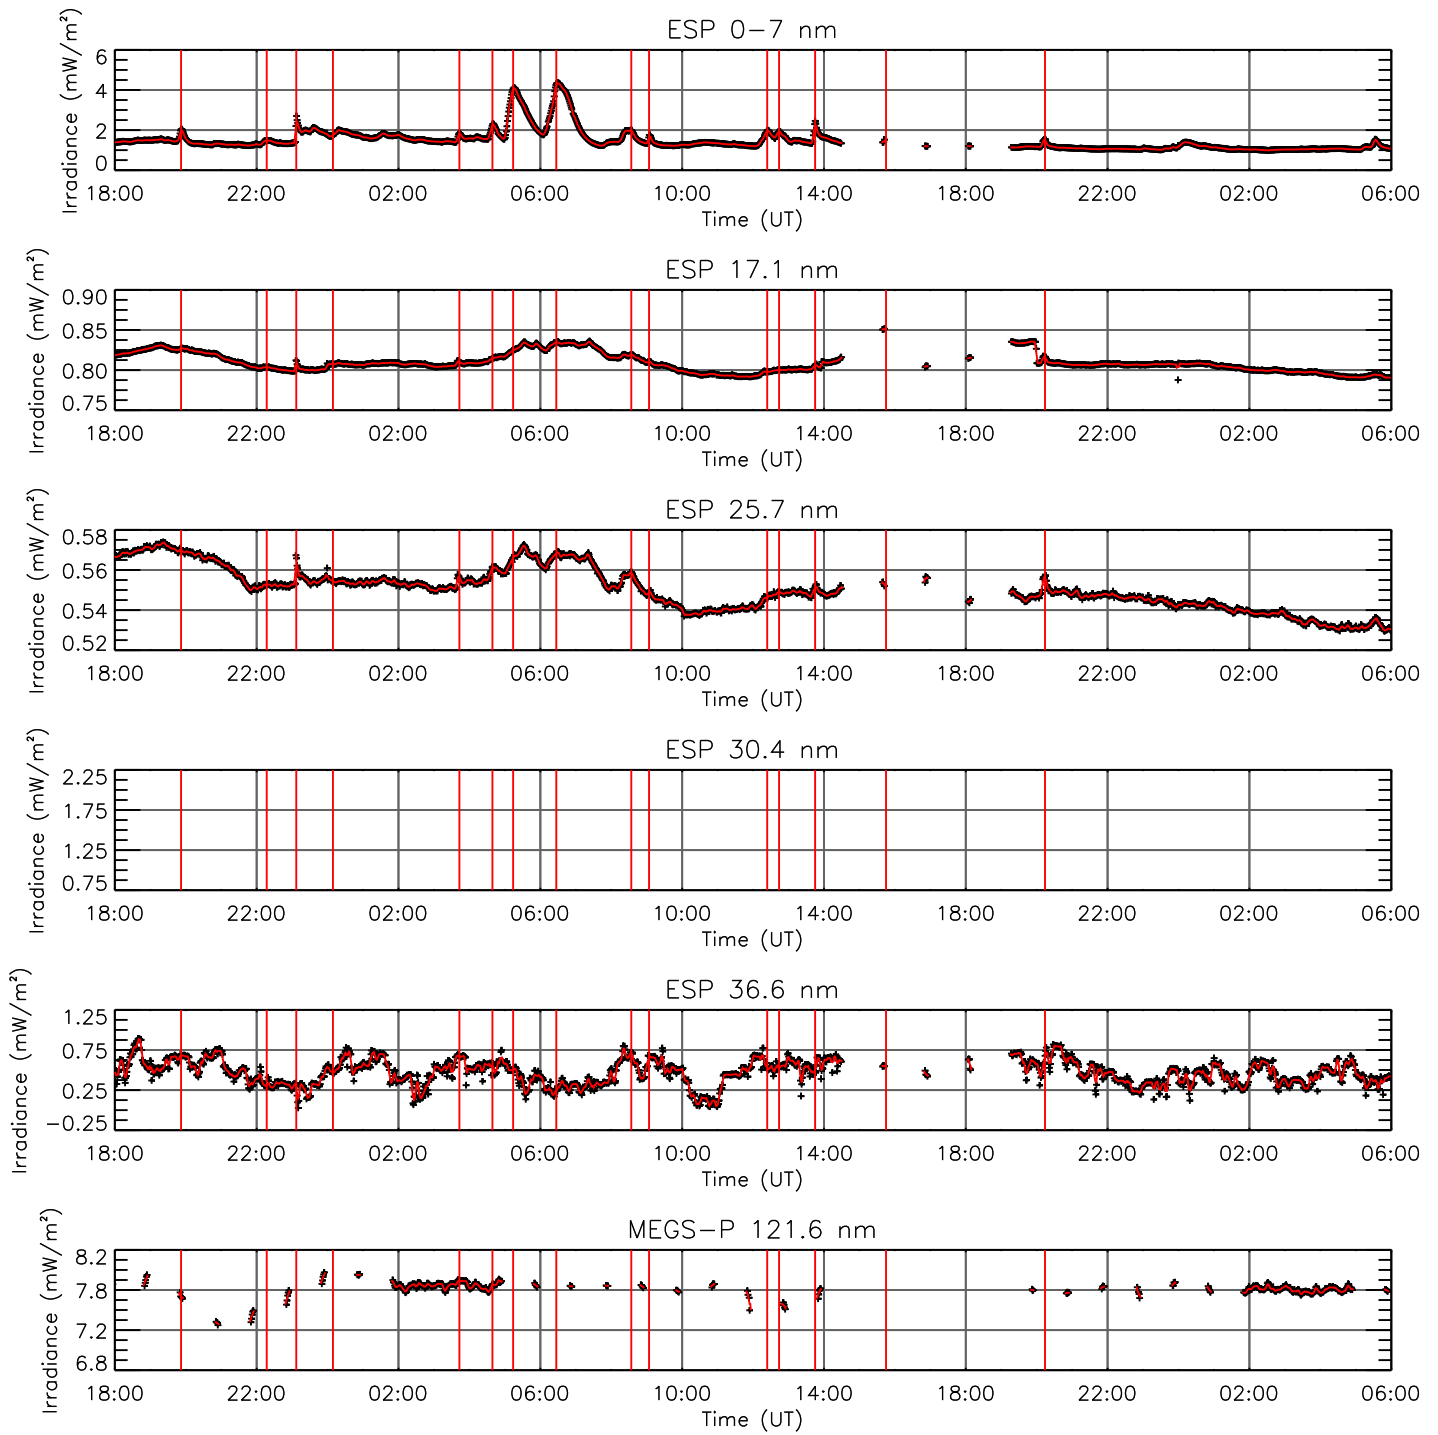 ESP 0−7 nm
Irradiance (mW/m²)
6
4
2
0
18:00 22:00 02:00 06:00 10:00 14:00 18:00 22:00 02:00 06:00
Time (UT)
ESP 17.1 nm
Irradiance (mW/m²)
0.90
0.85
0.80
0.75
18:00 22:00 02:00 06:00 10:00 14:00 18:00 22:00 02:00 06:00
Time (UT)
ESP 25.7 nm
Irradiance (mW/m²)
0.58
0.56
0.54
0.52
18:00 22:00 02:00 06:00 10:00 14:00 18:00 22:00 02:00 06:00
Time (UT)
ESP 30.4 nm
Irradiance (mW/m²)
2.25
1.75
1.25
0.75
18:00 22:00 02:00 06:00 10:00 14:00 18:00 22:00 02:00 06:00
Time (UT)
ESP 36.6 nm
Irradiance (mW/m²)
1.25
0.75
0.25
−0.25
18:00 22:00 02:00 06:00 10:00 14:00 18:00 22:00 02:00 06:00
Time (UT)
MEGS−P 121.6 nm
Irradiance (mW/m²)
8.2
7.8
7.2
6.8
18:00 22:00 02:00 06:00 10:00 14:00 18:00 22:00 02:00 06:00
Time (UT)